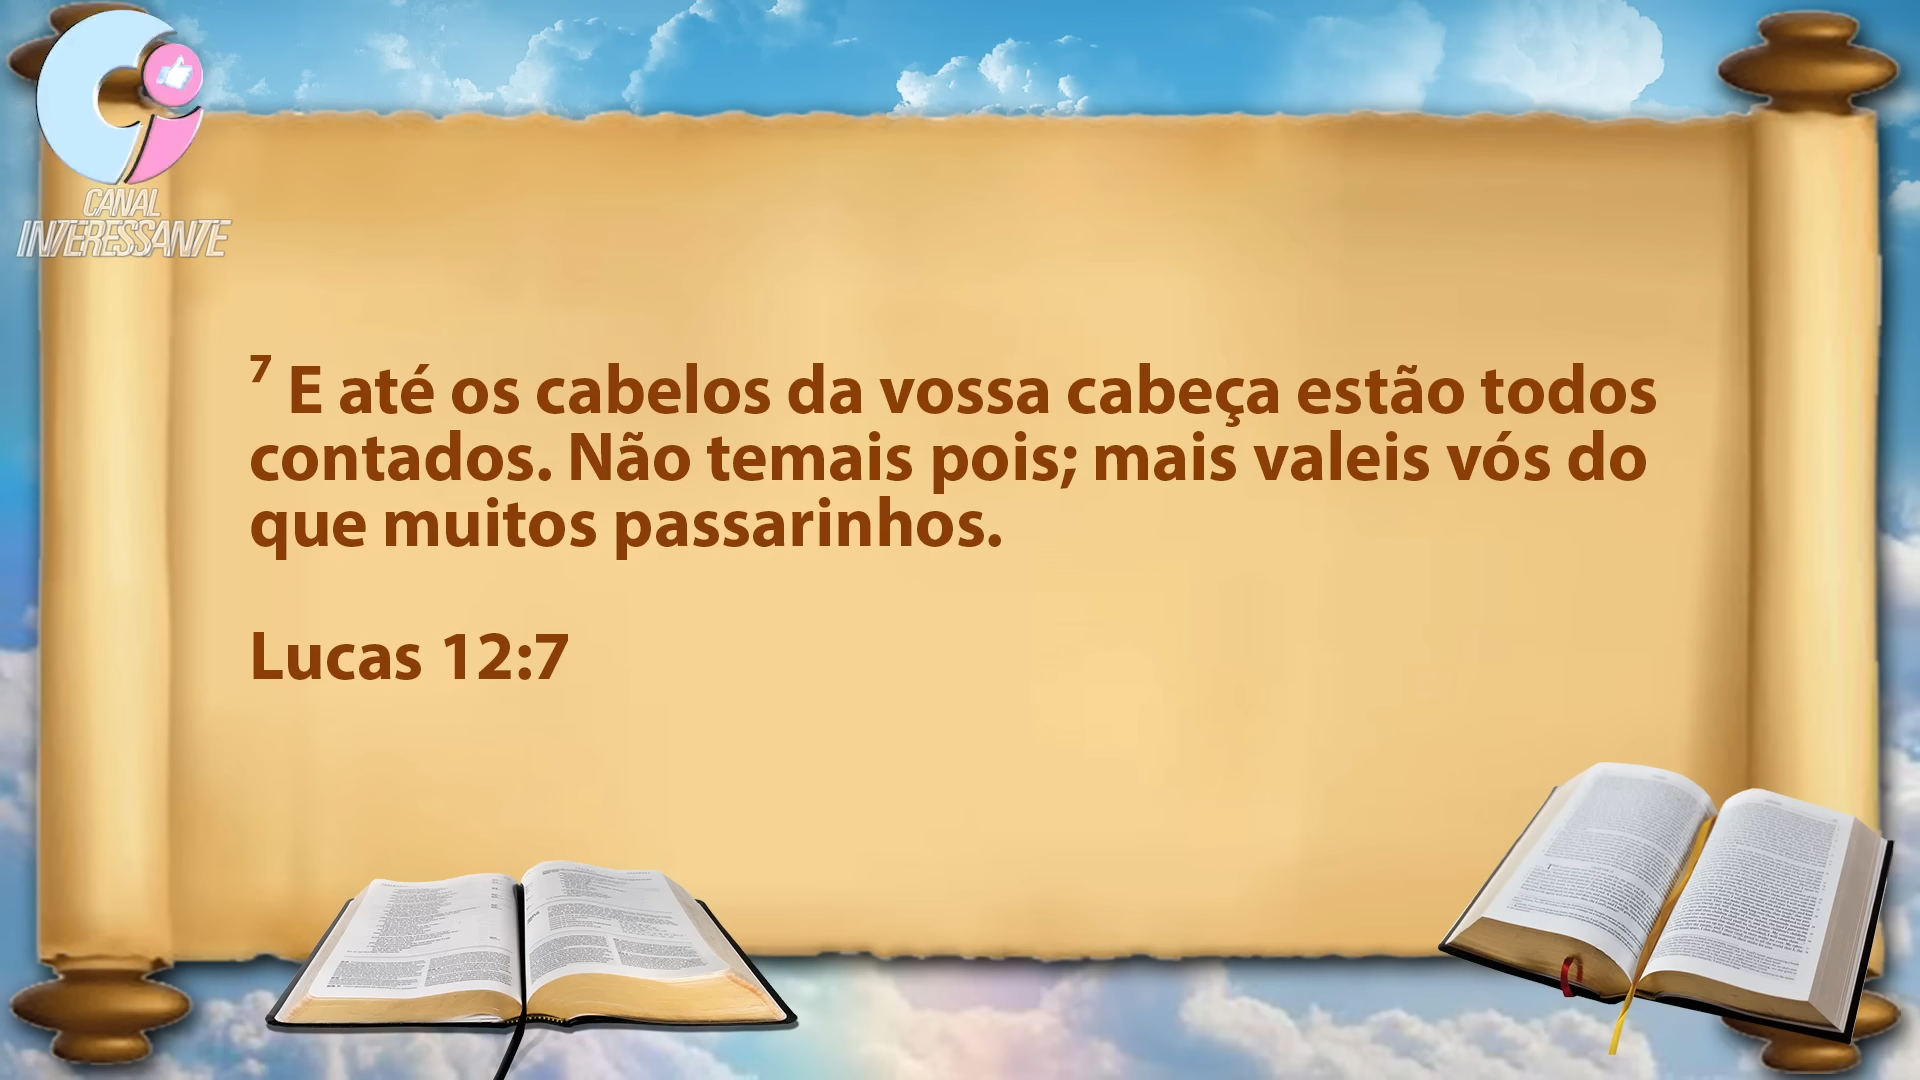 CANAL
INTERESSANTE
7 E até os cabelos da vossa cabeça estão todos
contados. Não temais pois; mais valeis vós do
que muitos passarinhos.
Lucas 12:7